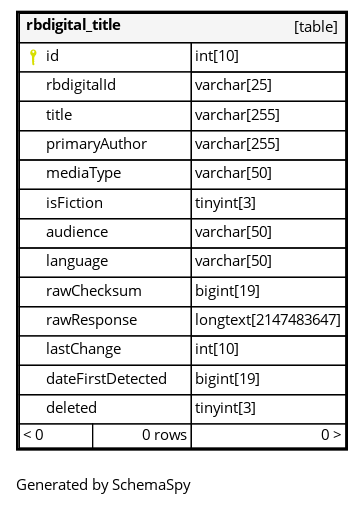 rbdigital_title [table]
id int[10]
rbdigitalId varchar[25]
title varchar[255]
primaryAuthor varchar[255]
mediaType varchar[50]
isFiction tinyint[3]
audience varchar[50]
language varchar[50]
rawChecksum bigint[19]
rawResponse longtext[2147483647]
lastChange int[10]
dateFirstDetected bigint[19]
deleted tinyint[3]
< 0 0 rows 0 >
Generated by SchemaSpy